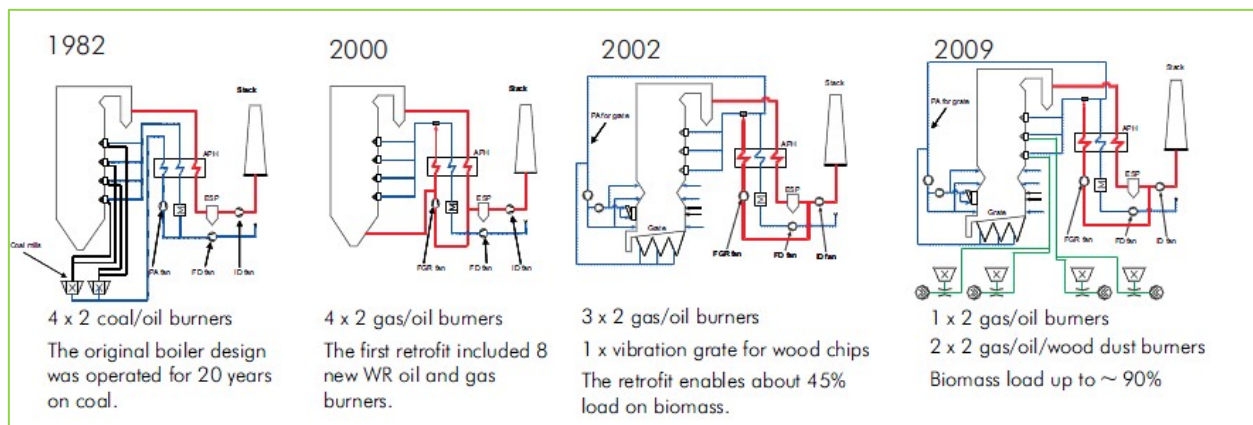 1982
Stack
APH
ESP
Coal mills
PA fan
FD fan
ID fan
4 x 2 coal/oil burners
The original boiler design
was operated for 20 years
on coal.
2000
Stack
APH
ESP
FGR fan
FD fan
ID fan
4 x 2 gas/oil burners
The first retrofit included 8
new WR oil and gas
burners.
2002
Stack
PA for grate
APH
ESP
Grate
FGR fan
FD fan
ID fan
3 x 2 gas/oil burners
1 x vibration grate for wood chips
The retrofit enables about 45%
load on biomass.
2009
Stack
PA for grate
APH
ESP
Grate
FGR fan
FD fan
ID fan
1 x 2 gas/oil burners
2 x 2 gas/oil/wood dust burners
Biomass load up to ~ 90%